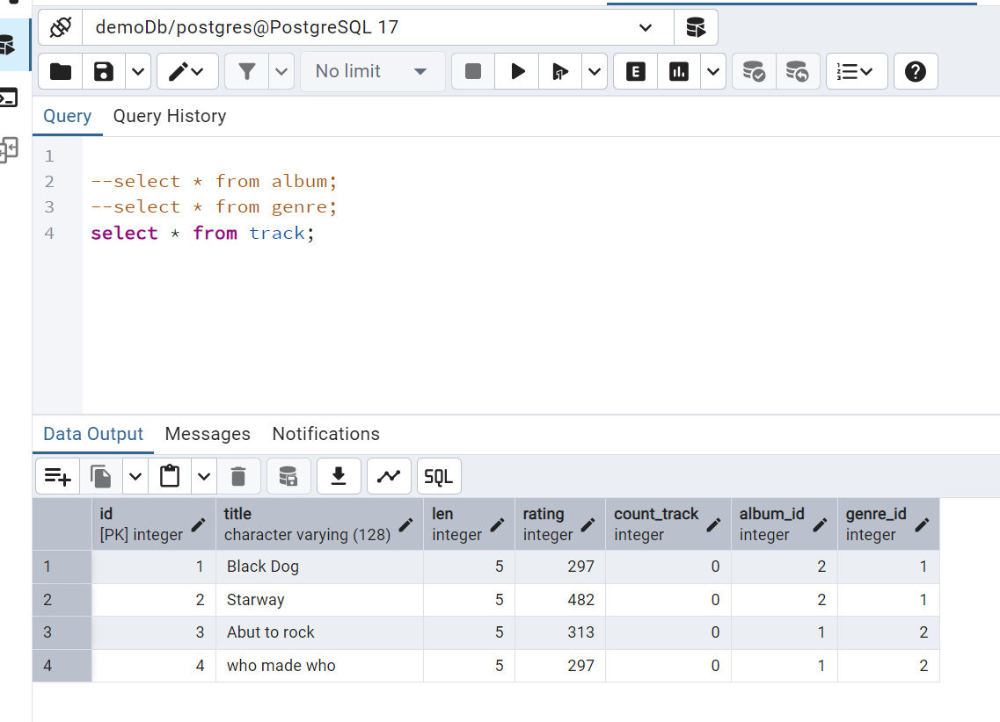 demoDb/postgres@PostgreSQL 17
No limit
E
Query Query History
1
2 --select * from album;
3 --select * from genre;
4 select * from track;
Data Output Messages Notifications
SQL
id title len rating count_track album_id genre_id
[PK] integer character varying (128) integer integer integer integer integer
1 1 Black Dog 5 297 0 2 1
2 2 Starway 5 482 0 2 1
3 3 Abut to rock 5 313 0 1 2
4 4 who made who 5 297 0 1 2